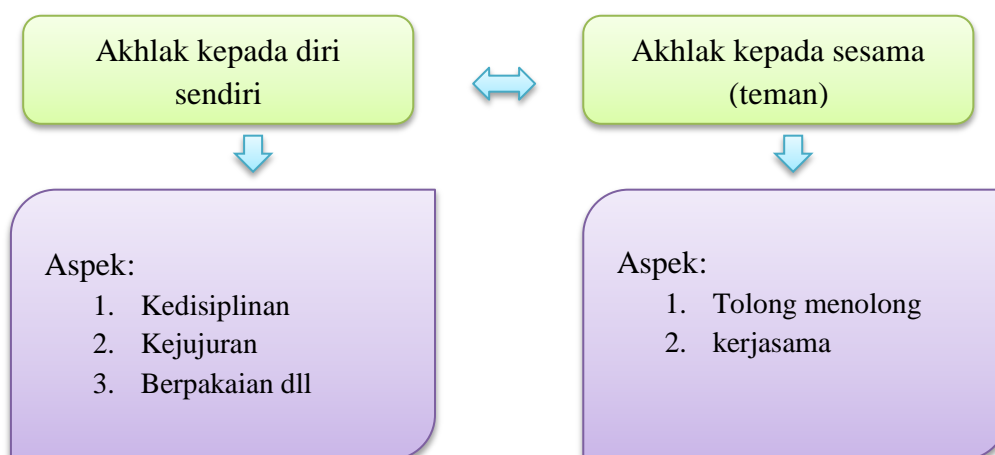 Akhlak kepada diri
sendiri
Akhlak kepada sesama
(teman)
Aspek:
1. Kedisiplinan
2. Kejujuran
3. Berpakaian dll
Aspek:
1. Tolong menolong
2. kerjasama